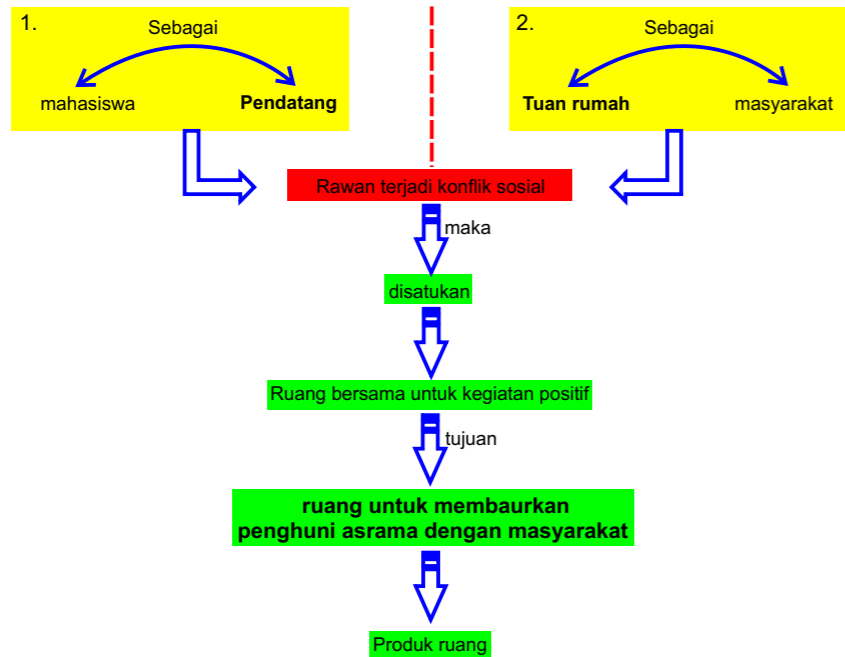 1.
Sebagai
mahasiswa
Pendatang
2.
Sebagai
Tuan rumah
masyarakat
Rawan terjadi konflik sosial
maka
disatukan
Ruang bersama untuk kegiatan positif
tujuan
ruang untuk membaurkan
penghuni asrama dengan masyarakat
Produk ruang